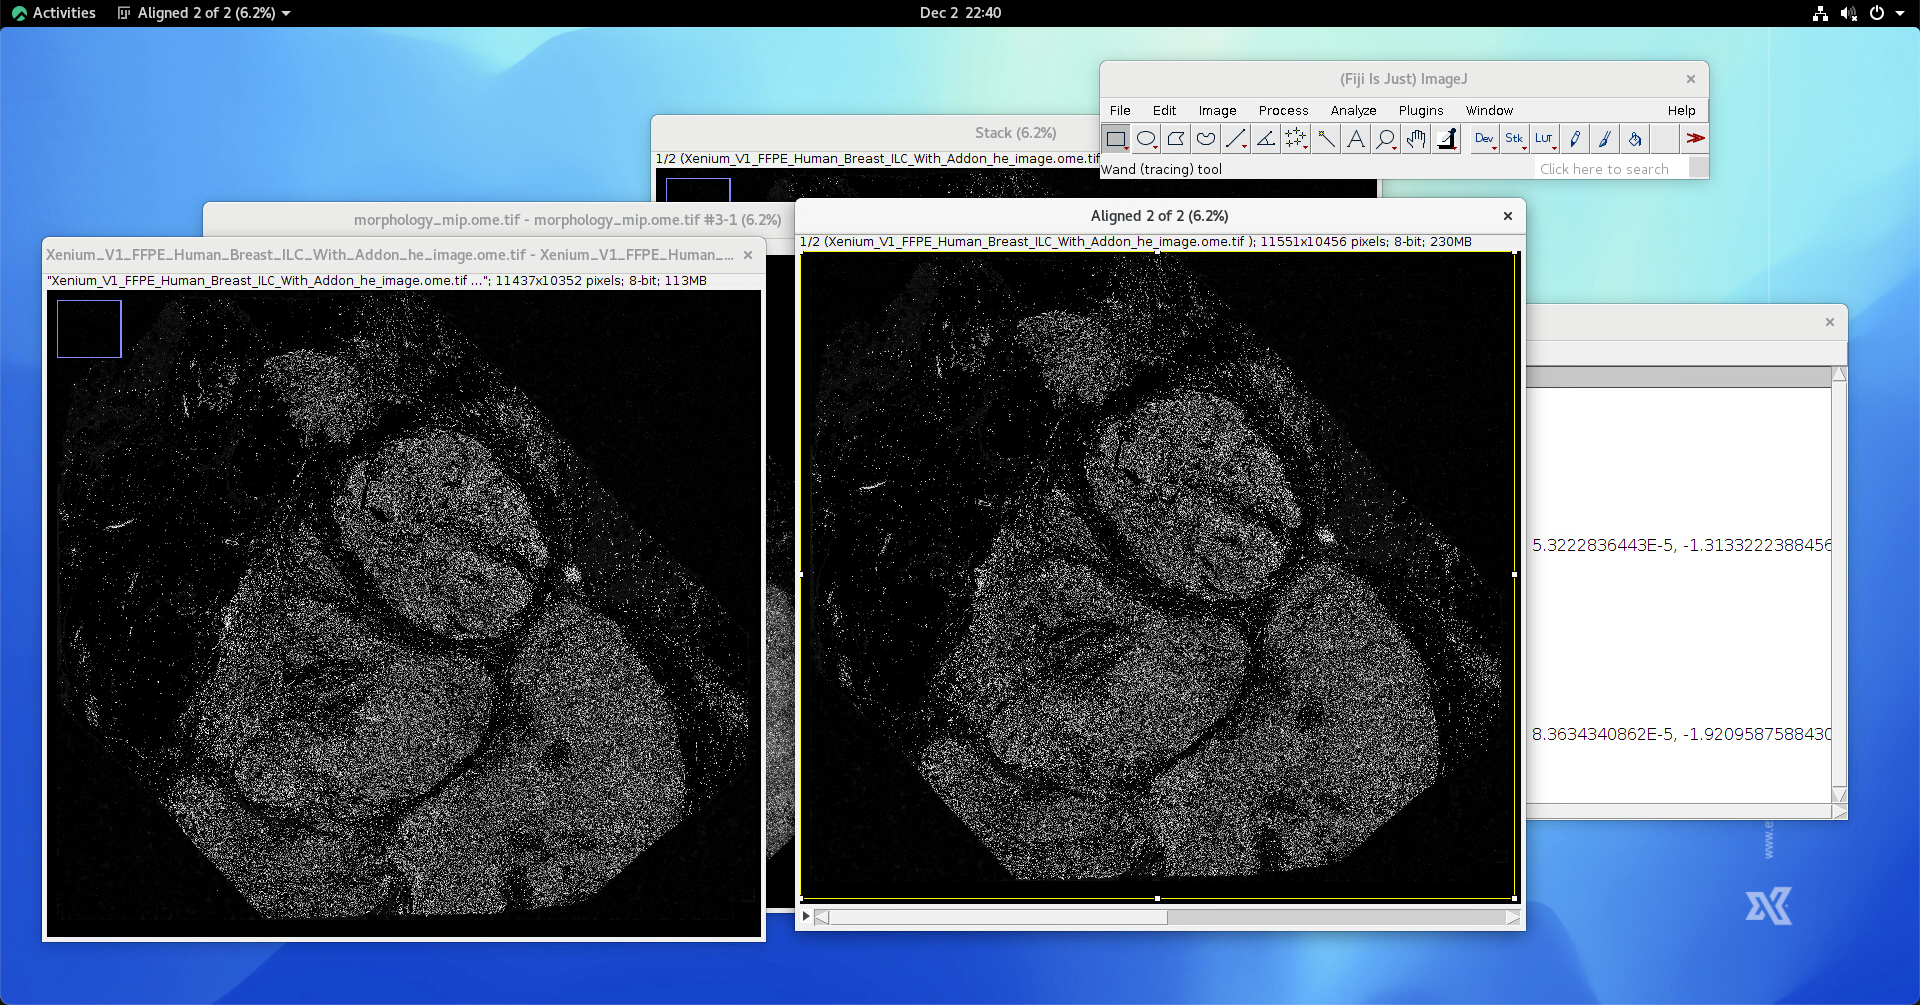 Activities
Aligned 2 of 2 (6.2%)
Dec 2 22:40
(Fiji Is Just) ImageJ
File Edit Image Process Analyze Plugins Window Help
Dev Stk LUT
Wand (tracing) tool
Click here to search
Stack (6.2%)
1/2 (Xenium_V1_FFPE_Human_Breast_ILC_With_Addon_he_image.ome.tif
morphology_mip.ome.tif - morphology_mip.ome.tif #3-1 (6.2%)
Xenium_V1_FFPE_Human_Breast_ILC_With_Addon_he_image.ome.tif - Xenium_V1_FFPE_Human_...
"Xenium_V1_FFPE_Human_Breast_ILC_With_Addon_he_image.ome.tif ..."; 11437x10352 pixels; 8-bit; 113MB
Aligned 2 of 2 (6.2%)
1/2 (Xenium_V1_FFPE_Human_Breast_ILC_With_Addon_he_image.ome.tif ); 11551x10456 pixels; 8-bit; 230MB
5.3222836443E-5, -1.3133222388456
8.3634340862E-5, -1.9209587588430
www.e